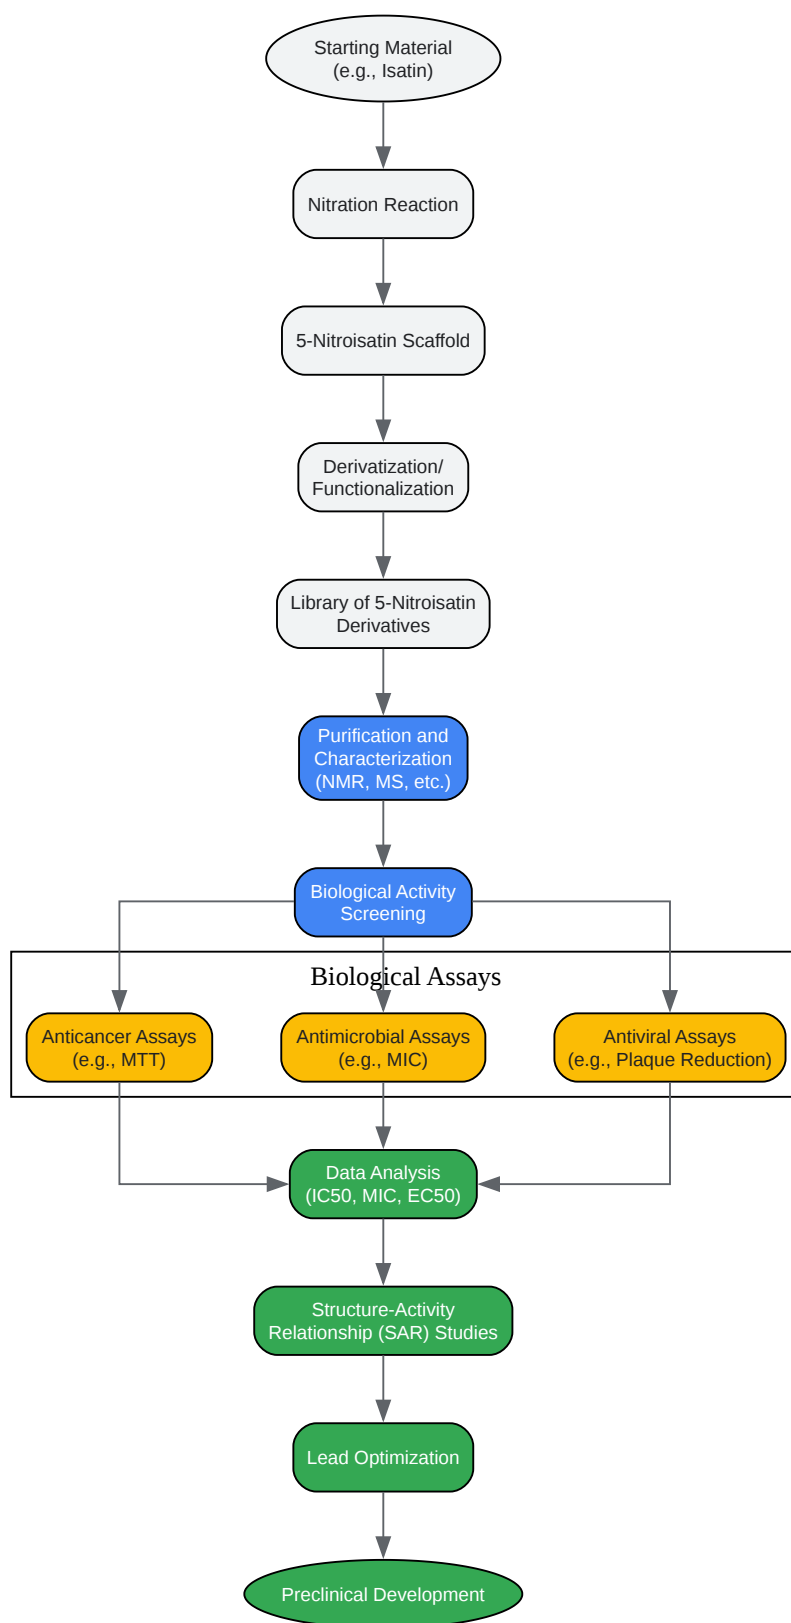 Starting Material
(e.g., Isatin)
Nitration Reaction
5-Nitroisatin Scaffold
Derivatization/
Functionalization
Library of 5-Nitroisatin
Derivatives
Purification and
Characterization
(NMR, MS, etc.)
Biological Activity
Screening
Biological Assays
Anticancer Assays
(e.g., MTT)
Antimicrobial Assays
(e.g., MIC)
Antiviral Assays
(e.g., Plaque Reduction)
Data Analysis
(IC50, MIC, EC50)
Structure-Activity
Relationship (SAR) Studies
Lead Optimization
Preclinical Development